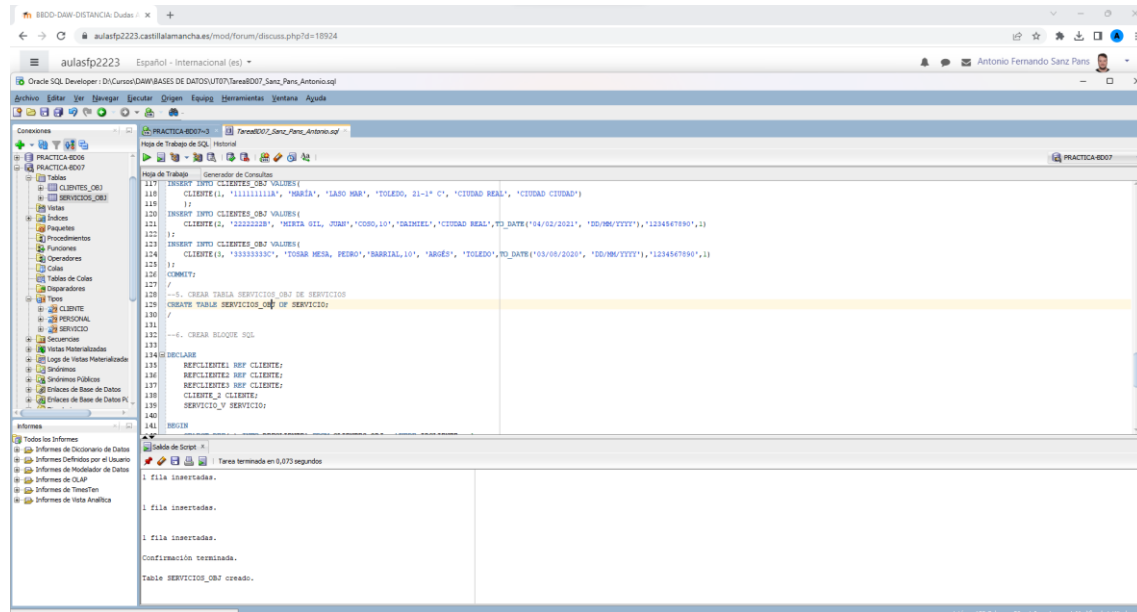 BBDD-DAW-DISTANCIA: Dudas
aulasfp2223.castillalamancha.es/mod/forum/discuss.php?d=18924
aulasfp2223 Español - Internacional (es) Antonio Fernando Sanz Pans
Oracle SQL Developer : D:\Cursos\DAW\BASES DE DATOS\UT07\TareaBD07_Sanz_Pans_Antonio.sql
Archivo Editar Ver Navegar Ejecutar Origen Equipo Herramientas Ventana Ayuda
Conexiones
PRACTICA-BD06
PRACTICA-BD07
Tablas
CLIENTES_OBJ
SERVICIOS_OBJ
Vistas
Índices
Paquetes
Procedimientos
Funciones
Operadores
Colas
Tablas de Colas
Disparadores
Tipos
CLIENTE
PERSONAL
SERVICIO
Secuencias
Vistas Materializadas
Logs de Vistas Materializadas
Sinónimos
Sinónimos Públicos
Enlaces de Base de Datos
Enlaces de Base de Datos Pú
Informes
Todos los Informes
Informes de Diccionario de Datos
Informes Definidos por el Usuario
Informes de Modelador de Datos
Informes de OLAP
Informes de TimesTen
Informes de Vista Analítica
PRACTICA-BD07~3 TareaBD07_Sanz_Pans_Antonio.sql
Hoja de Trabajo de SQL Historial
PRACTICA-BD07
Hoja de Trabajo Generador de Consultas
117 INSERT INTO CLIENTES_OBJ VALUES(
118 CLIENTE(1, '111111111A', 'MARÍA', 'LASO MAR', 'TOLEDO, 21-1º C', 'CIUDAD REAL', 'CIUDAD CIUDAD')
119 );
120 INSERT INTO CLIENTES_OBJ VALUES(
121 CLIENTE(2, '2222222B', 'MIRTA GIL, JUAN','COSO,10','DAIMIEL','CIUDAD REAL',TO_DATE('04/02/2021', 'DD/MM/YYYY'),'1234567890',1)
122 );
123 INSERT INTO CLIENTES_OBJ VALUES(
124 CLIENTE(3, '33333333C', 'TOSAR MESA, PEDRO','BARRIAL,10', 'ARGÉS', 'TOLEDO',TO_DATE('03/08/2020', 'DD/MM/YYYY'),'1234567890',1)
125 );
126 COMMIT;
127 /
128 --5. CREAR TABLA SERVICIOS_OBJ DE SERVICIOS
129 CREATE TABLE SERVICIOS_OBJ OF SERVICIO;
130 /
131
132 --6. CREAR BLOQUE SQL
133
134 DECLARE
135 REFCLIENTE1 REF CLIENTE;
136 REFCLIENTE2 REF CLIENTE;
137 REFCLIENTE3 REF CLIENTE;
138 CLIENTE_2 CLIENTE;
139 SERVICIO_V SERVICIO;
140
141 BEGIN
Salida de Script
Tarea terminada en 0,073 segundos
1 fila insertadas.
1 fila insertadas.
1 fila insertadas.
Confirmación terminada.
Table SERVICIOS_OBJ creado.